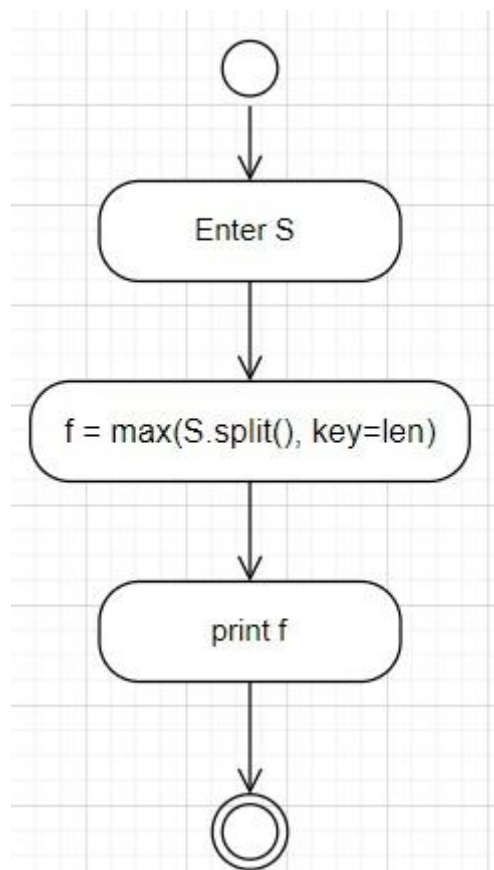 Enter S
f = max(S.split(), key=len)
print f